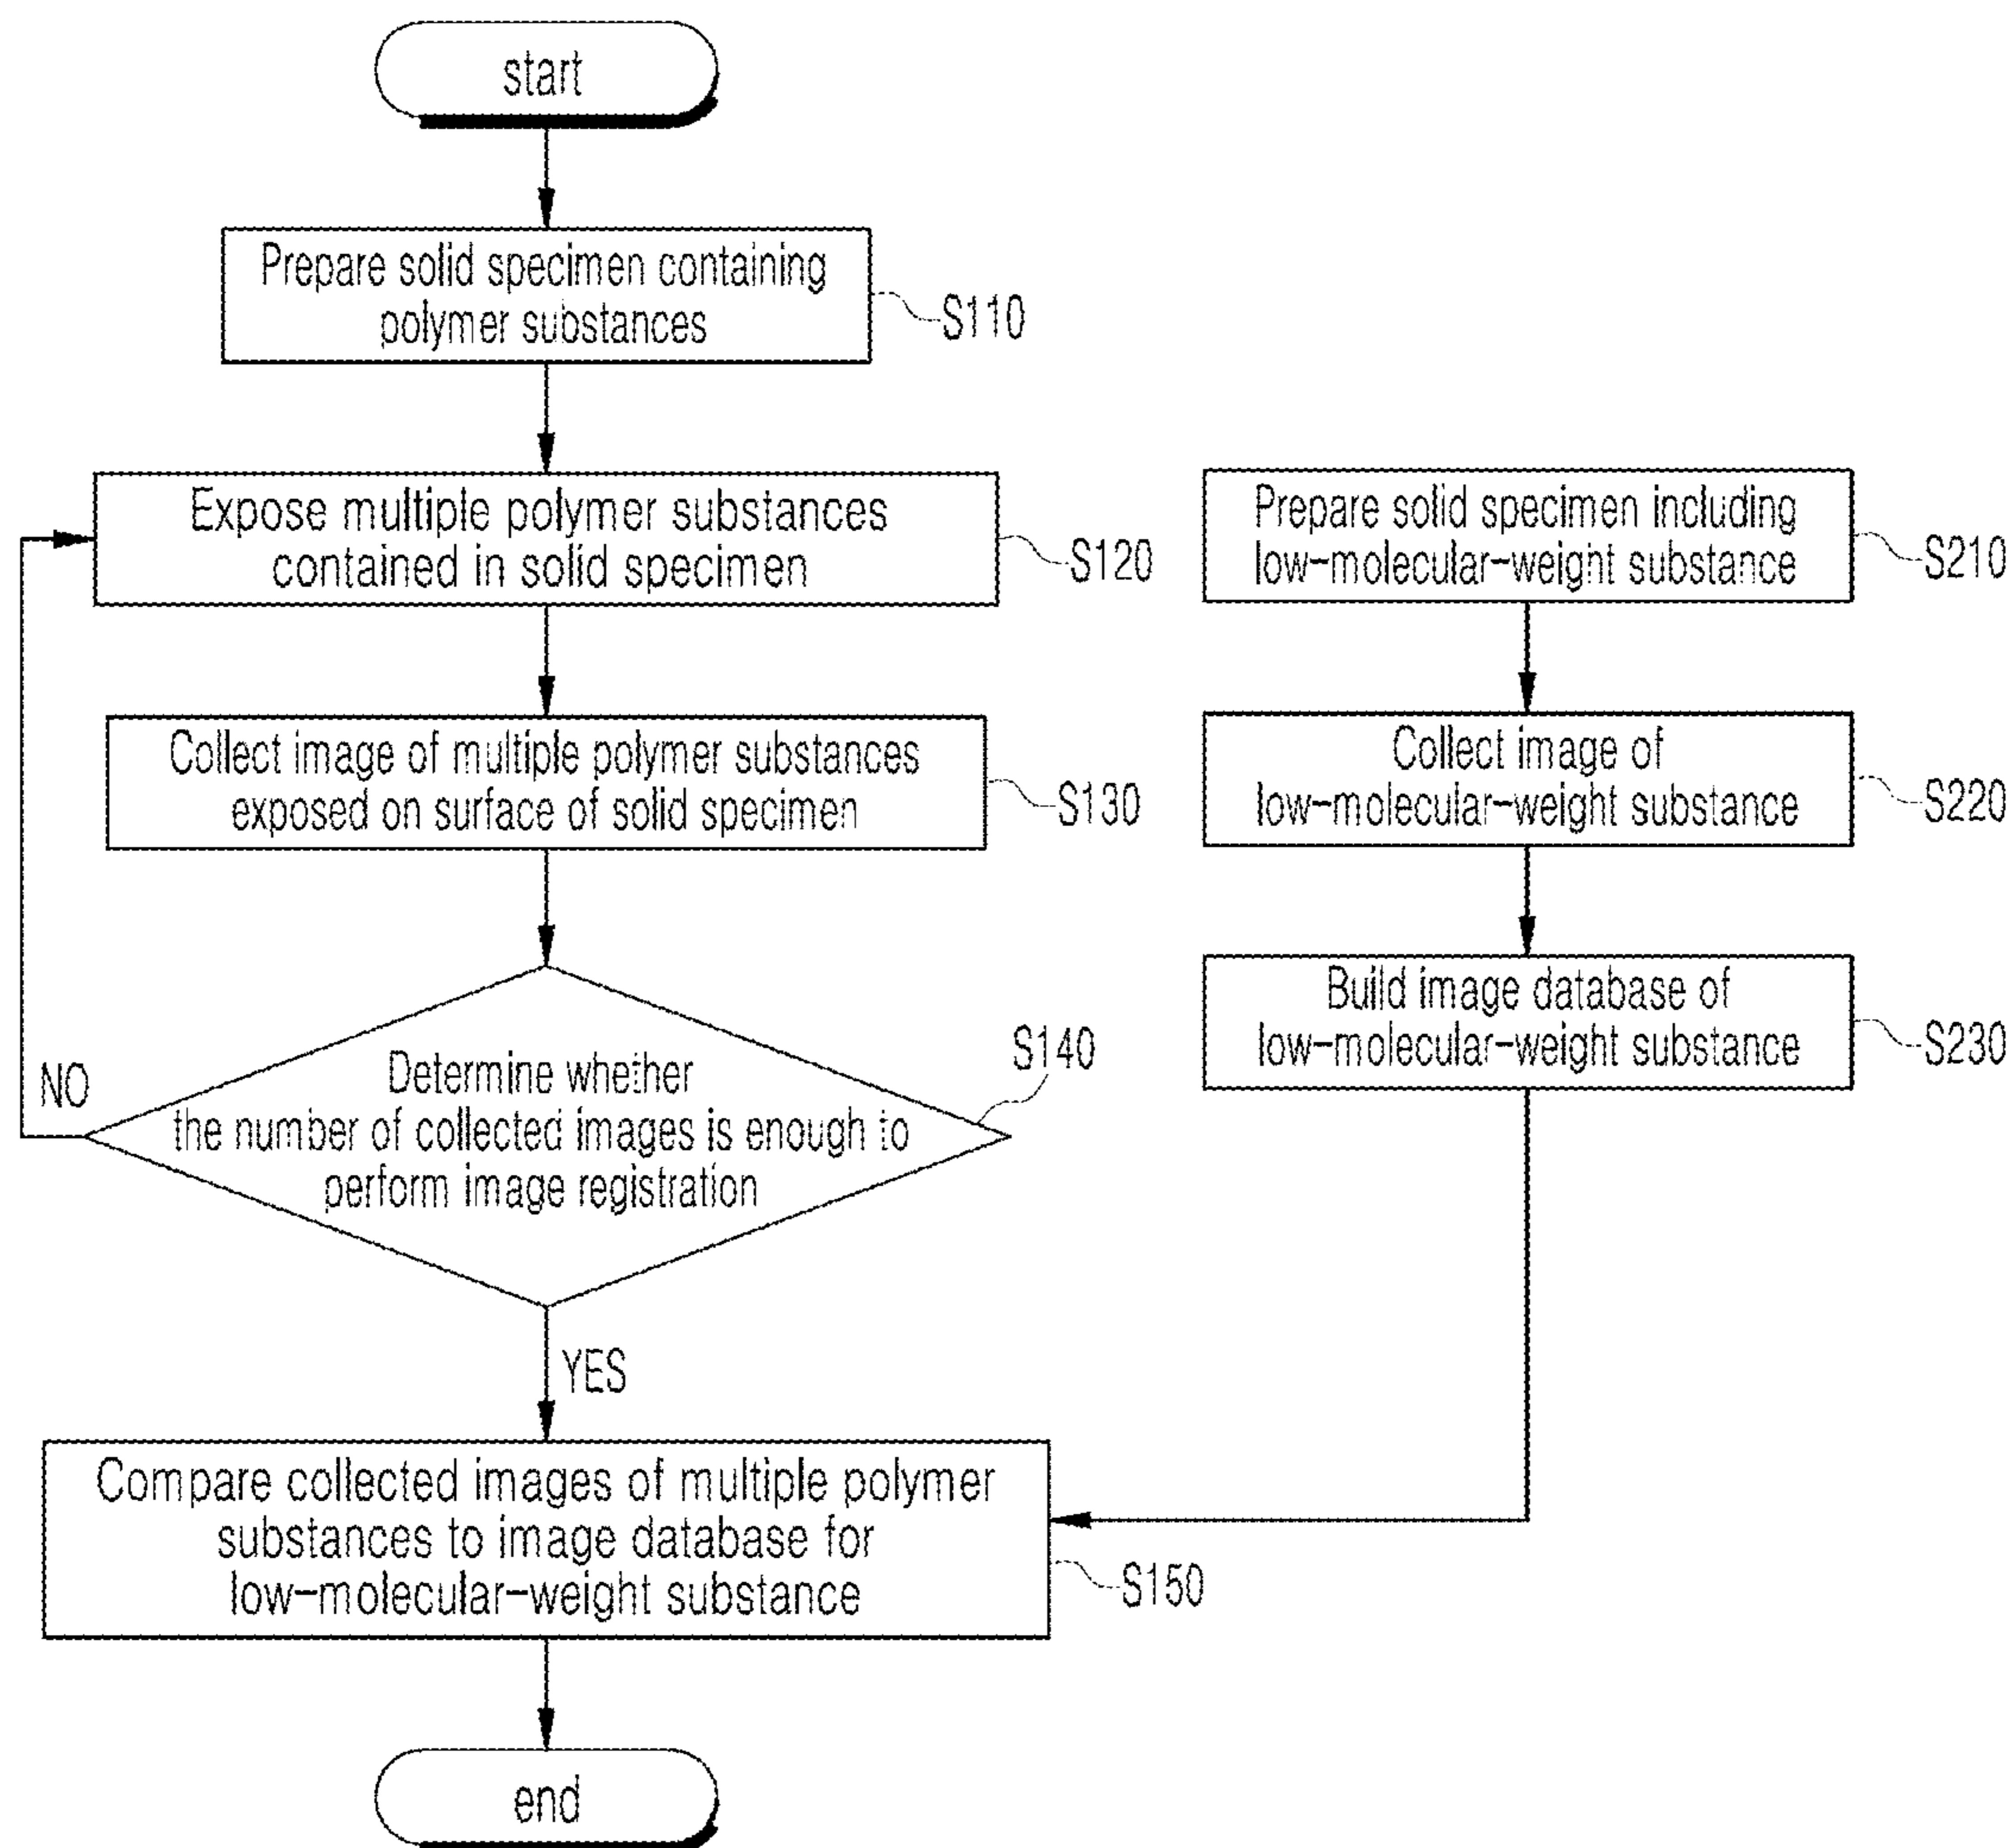 start
Prepare solid specimen containing
polymer substances
S110
Expose multiple polymer substances
contained in solid specimen
S120
Collect image of multiple polymer substances
exposed on surface of solid specimen
S130
Determine whether
the number of collected images is enough to
perform image registration
S140
NO
YES
Compare collected images of multiple polymer
substances to image database for
low-molecular-weight substance
S150
end
Prepare solid specimen including
low-molecular-weight substance
S210
Collect image of
low-molecular-weight substance
S220
Build image database of
low-molecular-weight substance
S230